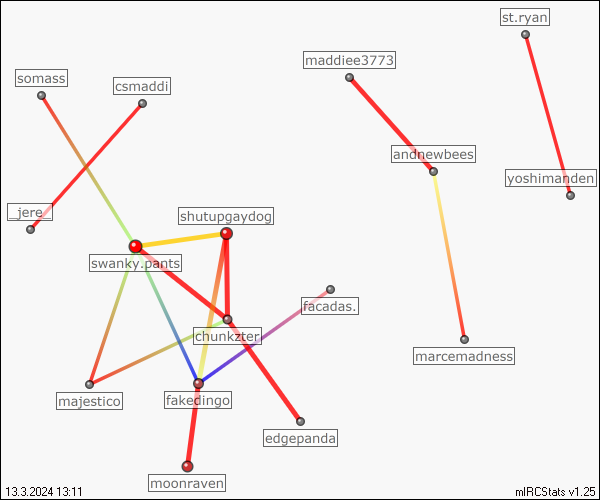 st.ryan
maddiee3773
somass
csmaddi
andnewbees
yoshimanden
_jere_
shutupgaydog
swanky.pants
facadas.
chunkzter
marcemadness
majestico
fakedingo
edgepanda
moonraven
13.3.2024 13:11
mIRCStats v1.25